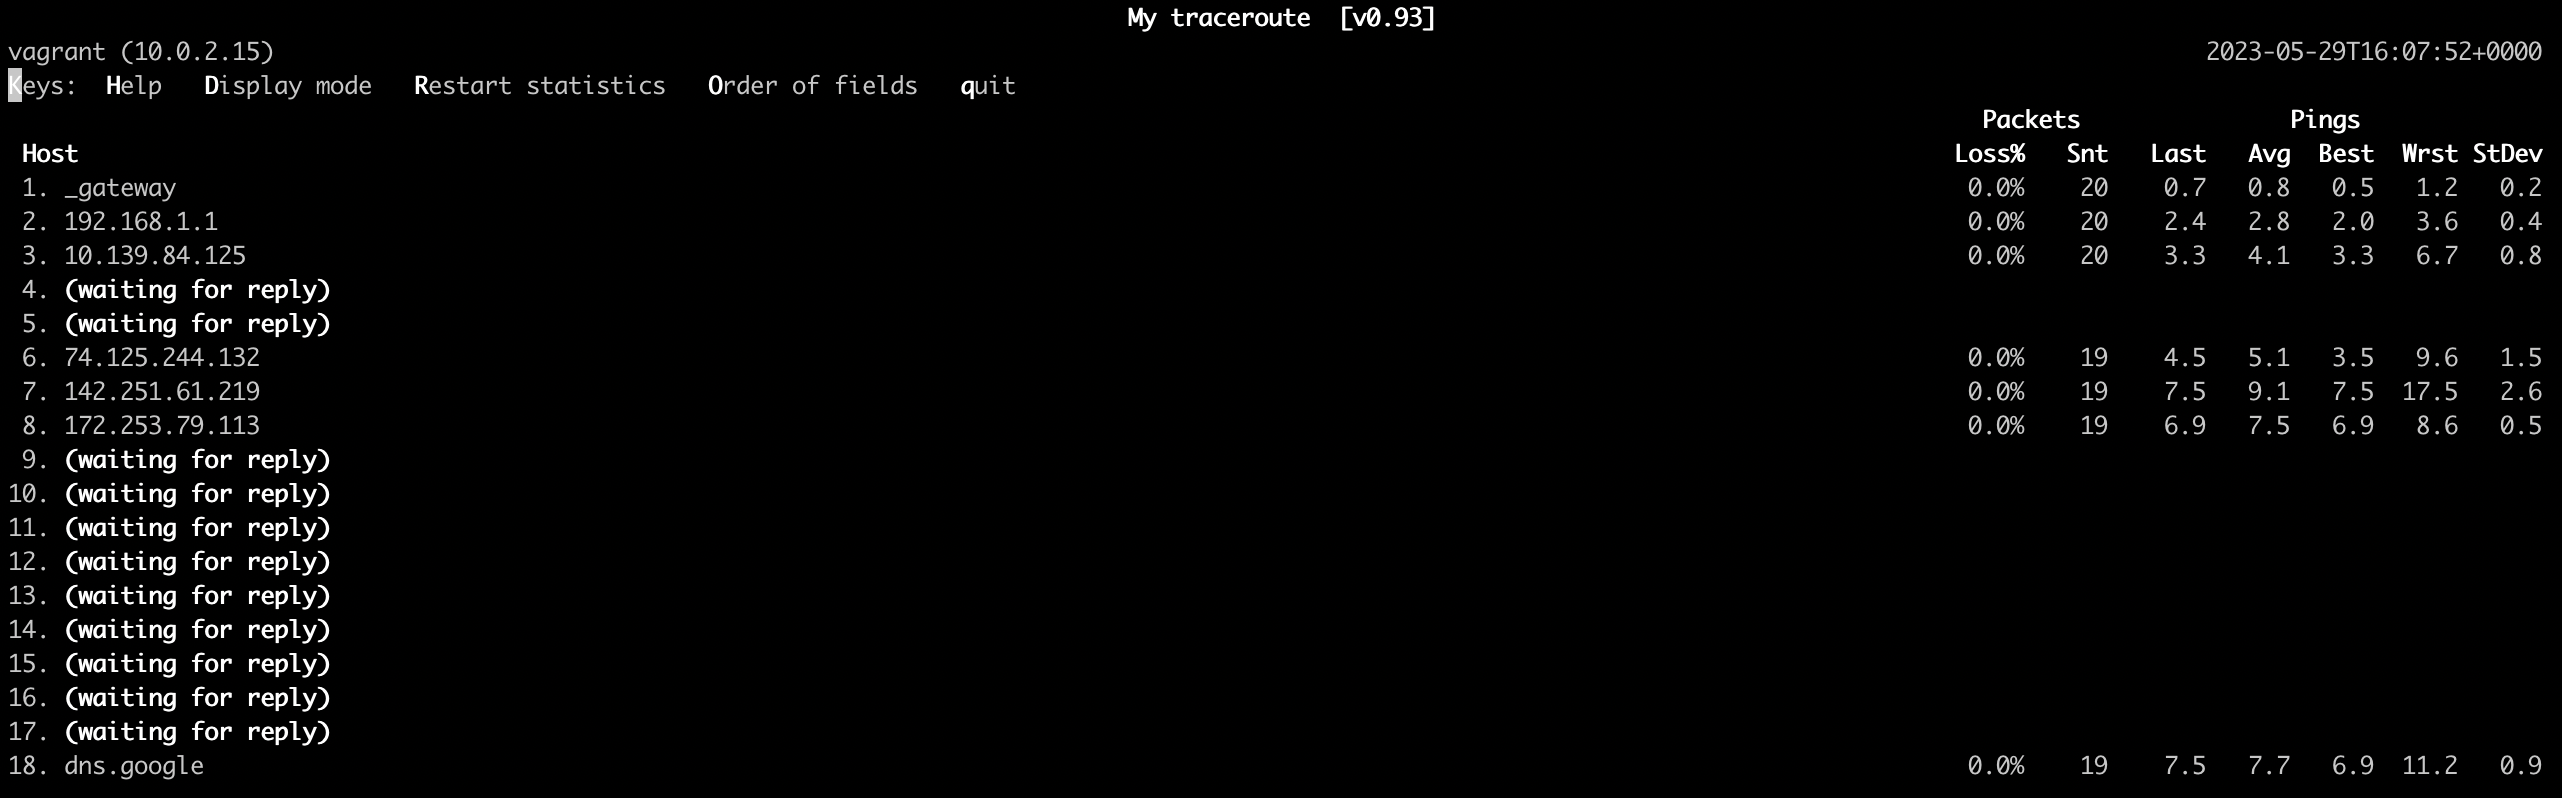 My traceroute  [v0.93]
vagrant (10.0.2.15) 2023-05-29T16:07:52+0000
Keys:  Help   Display mode   Restart statistics   Order of fields   quit
Packets Pings
Host Loss% Snt Last Avg Best Wrst StDev
1. _gateway 0.0% 20 0.7 0.8 0.5 1.2 0.2
2. 192.168.1.1 0.0% 20 2.4 2.8 2.0 3.6 0.4
3. 10.139.84.125 0.0% 20 3.3 4.1 3.3 6.7 0.8
4. (waiting for reply)
5. (waiting for reply)
6. 74.125.244.132 0.0% 19 4.5 5.1 3.5 9.6 1.5
7. 142.251.61.219 0.0% 19 7.5 9.1 7.5 17.5 2.6
8. 172.253.79.113 0.0% 19 6.9 7.5 6.9 8.6 0.5
9. (waiting for reply)
10. (waiting for reply)
11. (waiting for reply)
12. (waiting for reply)
13. (waiting for reply)
14. (waiting for reply)
15. (waiting for reply)
16. (waiting for reply)
17. (waiting for reply)
18. dns.google 0.0% 19 7.5 7.7 6.9 11.2 0.9